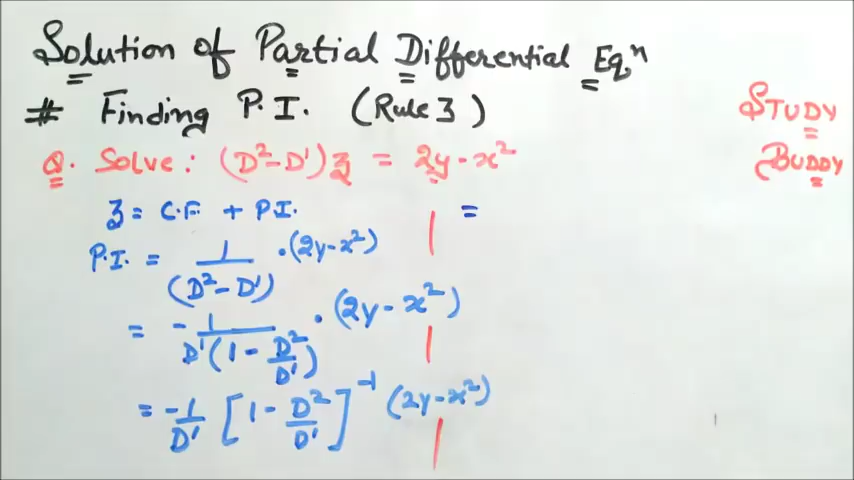 Solution of Partial Differential Eq.ⁿ
# Finding P.I. (Rule 3)
STUDY
BUDDY
Q. Solve: (D²-D')z = 2y-x²
z = C.F + P.I.
P.I. = 1/(D²-D') ·(2y-x²)
= -1/D'(1-D²/D') ·(2y-x²)
= -1/D' [1-D²/D']⁻¹ (2y-x²)
=